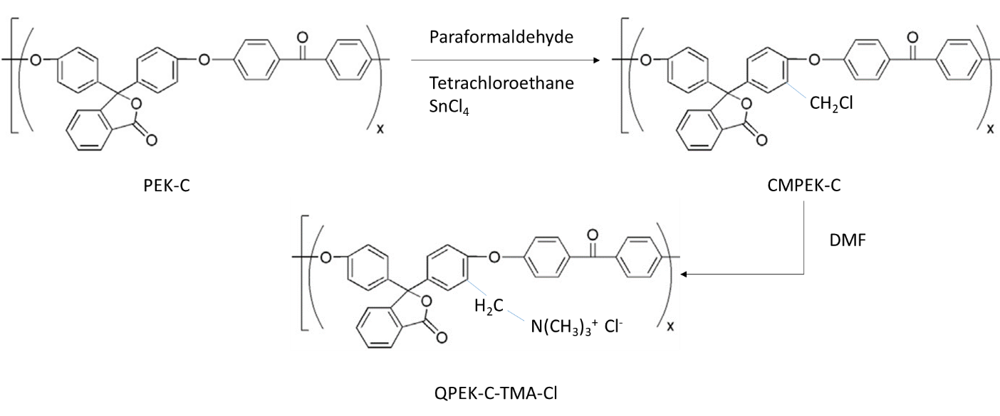 O O O
O
O
x
Paraformaldehyde
Tetrachloroethane
SnCl₄
O O O
O
O
CH₂Cl
x
PEK-C
CMPEK-C
DMF
O O O
O
O
H₂C
N(CH₃)₃⁺ Cl⁻
x
QPEK-C-TMA-Cl